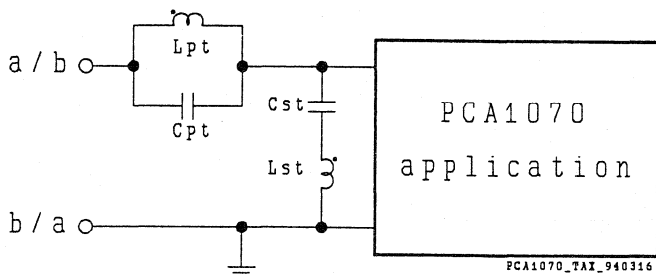 Lpt
a/b
Cpt
Cst
Lst
b/a
PCA1070
application
PCA1070_TAX_940316